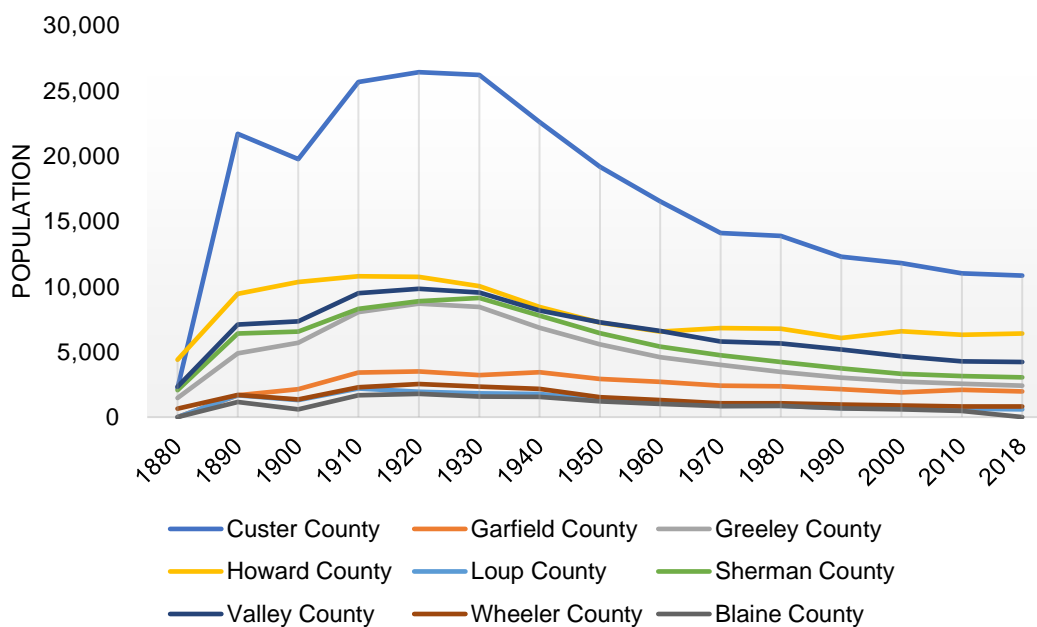 30,000
25,000
20,000
15,000
10,000
5,000
0
POPULATION
1880 1890 1900 1910 1920 1930 1940 1950 1960 1970 1980 1990 2000 2010 2018
Custer County Garfield County Greeley County
Howard County Loup County Sherman County
Valley County Wheeler County Blaine County